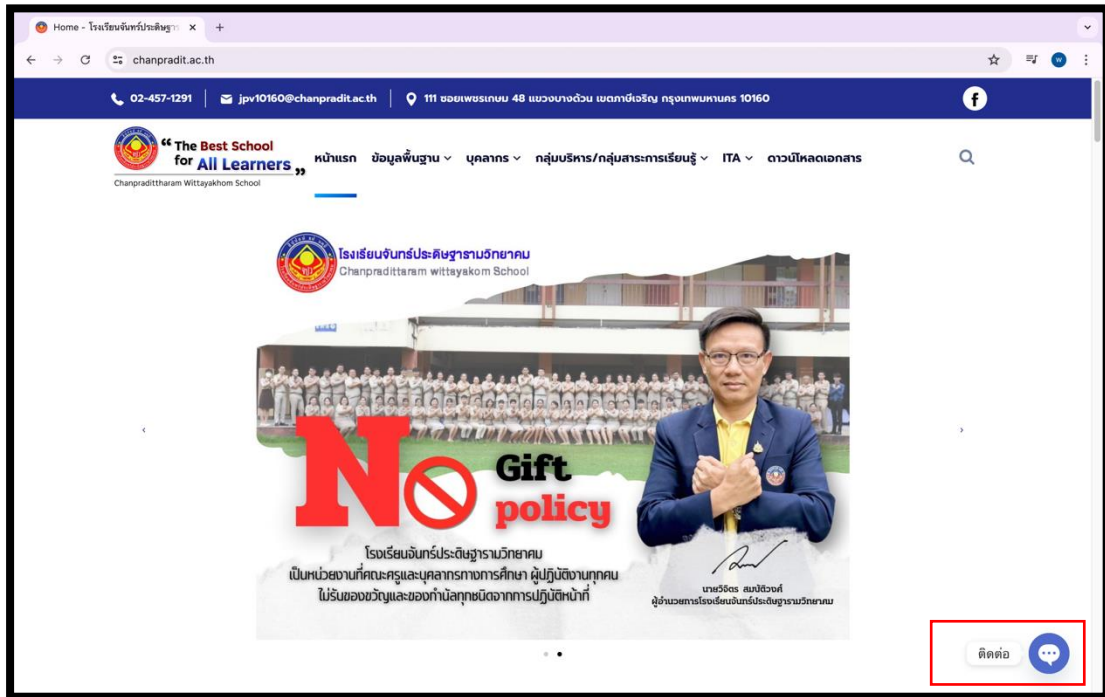 Home - โรงเรียนจันทร์ประดิษฐาร
chanpradit.ac.th
W
02-457-1291
jpv10160@chanpradit.ac.th
111 ซอยเพชรเกษม 48 แขวงบางด้วน เขตภาษีเจริญ กรุงเทพมหานคร 10160
“ The Best School
for All Learners ”
Chanpradittharam Wittayakhom School
หน้าแรก ข้อมูลพื้นฐาน บุคลากร กลุ่มบริหาร/กลุ่มสาระการเรียนรู้ ITA ดาวน์โหลดเอกสาร
โรงเรียนจันทร์ประดิษฐารามวิทยาคม
Chanpradittaram wittayakom School
No
Gift
policy
โรงเรียนจันทร์ประดิษฐารามวิทยาคม
เป็นหน่วยงานที่คณะครูและบุคลากรทางการศึกษา ผู้ปฏิบัติงานทุกคน
ไม่รับของขวัญและของกำนัลทุกชนิดจากการปฏิบัติหน้าที่
นายวิจิตร สมบัติวงศ์
ผู้อำนวยการโรงเรียนจันทร์ประดิษฐารามวิทยาคม
ติดต่อ